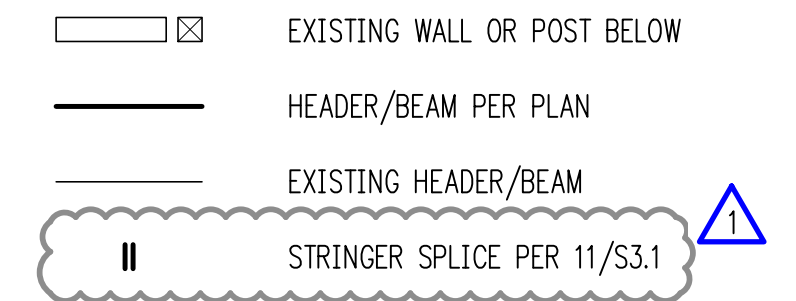 EXISTING WALL OR POST BELOW
HEADER/BEAM PER PLAN
EXISTING HEADER/BEAM
1
STRINGER SPLICE PER 11/S3.1